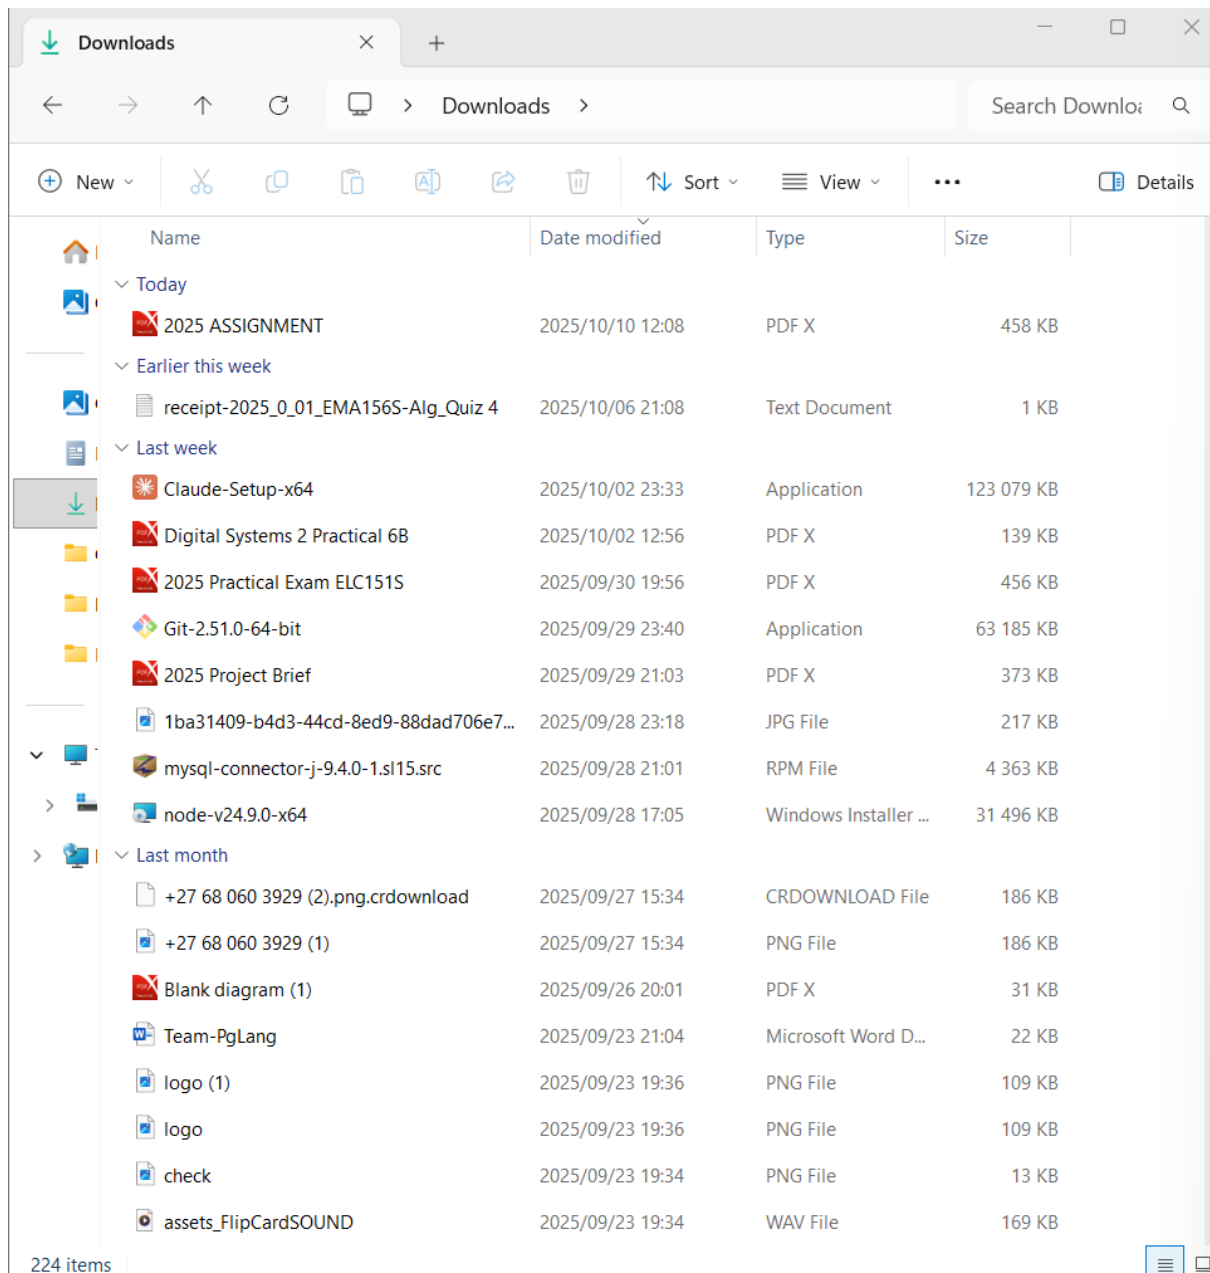 Downloads
Downloads
Search Downloa
New
Sort
View
Details
Name Date modified Type Size
Today
2025 ASSIGNMENT 2025/10/10 12:08 PDF X 458 KB
Earlier this week
receipt-2025_0_01_EMA156S-Alg_Quiz 4 2025/10/06 21:08 Text Document 1 KB
Last week
Claude-Setup-x64 2025/10/02 23:33 Application 123 079 KB
Digital Systems 2 Practical 6B 2025/10/02 12:56 PDF X 139 KB
2025 Practical Exam ELC151S 2025/09/30 19:56 PDF X 456 KB
Git-2.51.0-64-bit 2025/09/29 23:40 Application 63 185 KB
2025 Project Brief 2025/09/29 21:03 PDF X 373 KB
1ba31409-b4d3-44cd-8ed9-88dad706e7... 2025/09/28 23:18 JPG File 217 KB
mysql-connector-j-9.4.0-1.sl15.src 2025/09/28 21:01 RPM File 4 363 KB
node-v24.9.0-x64 2025/09/28 17:05 Windows Installer ... 31 496 KB
Last month
+27 68 060 3929 (2).png.crdownload 2025/09/27 15:34 CRDOWNLOAD File 186 KB
+27 68 060 3929 (1) 2025/09/27 15:34 PNG File 186 KB
Blank diagram (1) 2025/09/26 20:01 PDF X 31 KB
Team-PgLang 2025/09/23 21:04 Microsoft Word D... 22 KB
logo (1) 2025/09/23 19:36 PNG File 109 KB
logo 2025/09/23 19:36 PNG File 109 KB
check 2025/09/23 19:34 PNG File 13 KB
assets_FlipCardSOUND 2025/09/23 19:34 WAV File 169 KB
224 items